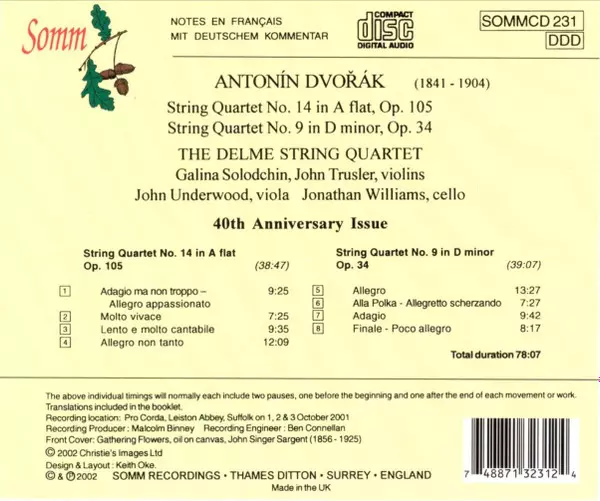 Somm
NOTES EN FRANÇAIS
MIT DEUTSCHEM KOMMENTAR
COMPACT
disc
DIGITAL AUDIO
SOMMCD 231
DDD
ANTONÍN DVOŘÁK (1841 - 1904)
String Quartet No. 14 in A flat, Op. 105
String Quartet No. 9 in D minor, Op. 34
THE DELME STRING QUARTET
Galina Solodchin, John Trusler, violins
John Underwood, viola Jonathan Williams, cello
40th Anniversary Issue
String Quartet No. 14 in A flat
Op. 105 (38:47)
1 Adagio ma non troppo – 9:25
Allegro appassionato
2 Molto vivace 7:25
3 Lento e molto cantabile 9:35
4 Allegro non tanto 12:09
String Quartet No. 9 in D minor
Op. 34 (39:07)
5 Allegro 13:27
6 Alla Polka - Allegretto scherzando 7:27
7 Adagio 9:42
8 Finale - Poco allegro 8:17
Total duration 78:07
The above individual timings will normally each include two pauses, one before the beginning and one after the end of each movement or work.
Translations included in the booklet.
Recording location: Pro Corda, Leiston Abbey, Suffolk on 1, 2 & 3 October 2001
Recording Producer : Malcolm Binney Recording Engineer : Ben Connellan
Front Cover: Gathering Flowers, oil on canvas, John Singer Sargent (1856 - 1925)
© 2002 Christie's Images Ltd
Design & Layout : Keith Oke.
© & ℗ 2002 SOMM RECORDINGS · THAMES DITTON · SURREY · ENGLAND
Made in the UK
7 48871 32312 4